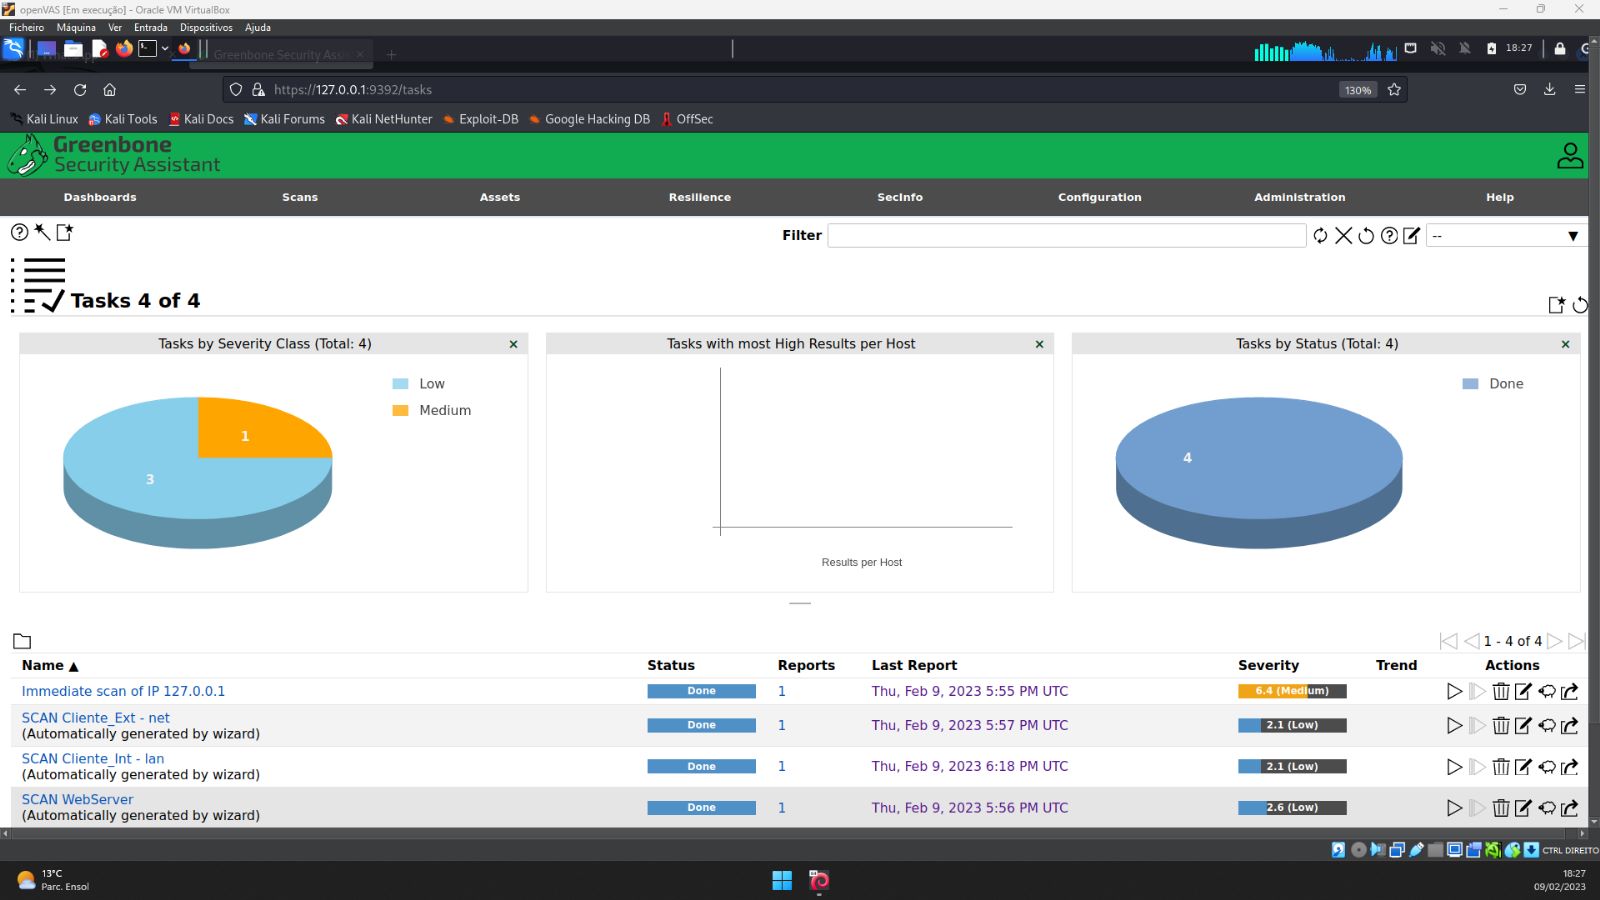 openVAS [Em execução] - Oracle VM VirtualBox
Ficheiro Máquina Ver Entrada Dispositivos Ajuda
Greenbone Security Assis
18:27
https://127.0.0.1:9392/tasks
130%
Kali Linux Kali Tools Kali Docs Kali Forums Kali NetHunter Exploit-DB Google Hacking DB OffSec
Greenbone
Security Assistant
Dashboards Scans Assets Resilience SecInfo Configuration Administration Help
Filter
--
Tasks 4 of 4
Tasks by Severity Class (Total: 4)
Low
Medium
1
3
Tasks with most High Results per Host
Results per Host
Tasks by Status (Total: 4)
Done
4
1 - 4 of 4
Name ▲ Status Reports Last Report Severity Trend Actions
Immediate scan of IP 127.0.0.1 Done 1 Thu, Feb 9, 2023 5:55 PM UTC 6.4 (Medium)
SCAN Cliente_Ext - net
(Automatically generated by wizard) Done 1 Thu, Feb 9, 2023 5:57 PM UTC 2.1 (Low)
SCAN Cliente_Int - lan
(Automatically generated by wizard) Done 1 Thu, Feb 9, 2023 6:18 PM UTC 2.1 (Low)
SCAN WebServer
(Automatically generated by wizard) Done 1 Thu, Feb 9, 2023 5:56 PM UTC 2.6 (Low)
CTRL DIREITO
13°C
Parc. Ensol
18:27
09/02/2023